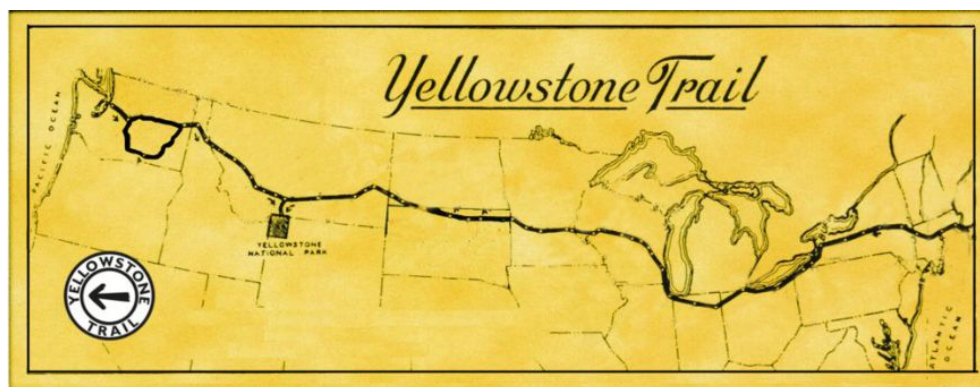 Yellowstone Trail
PACIFIC OCEAN
YELLOWSTONE
NATIONAL PARK
YELLOWSTONE
TRAIL
ATLANTIC
OCEAN